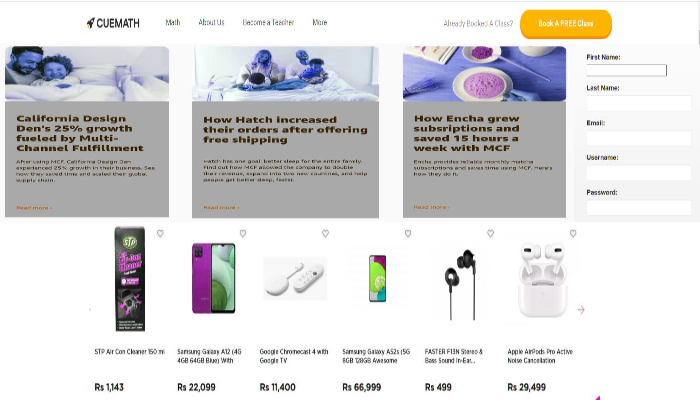 CUEMATH
Math
About Us
Become a Teacher
More
Already Booked A Class?
Book A FREE Class
California Design
Den's 25% growth
fueled by Multi-
Channel Fulfillment
After using MCF, California Design Den
experienced 25% growth in their business. See
how they saved time and scaled their global
supply chain.
Read more ›
How Hatch increased
their orders after offering
free shipping
Hatch has one goal: better sleep for the entire family.
Find out how MCF allowed the company to double
their revenue, expand into two new countries, and help
people get better sleep, faster.
Read more ›
How Encha grew
subsriptions and
saved 15 hours a
week with MCF
Encha provides reliable monthly matcha
subscriptions and saves time using MCF. Here's
how they do it.
Read more ›
First Name:
Last Name:
Email:
Username:
Password:
STP
Air Con
Cleaner
STP Air Con Cleaner 150 ml
Rs 1,143
Samsung Galaxy A12 (4G
4GB 64GB Blue) With
Rs 22,099
Google Chromecast 4 with
Google TV
Rs 11,400
Samsung Galaxy A52s (5G
8GB 128GB Awesome
Rs 66,999
FASTER F13N Stereo &
Bass Sound In-Ear...
Rs 499
Apple AirPods Pro Active
Noise Cancellation
Rs 29,499